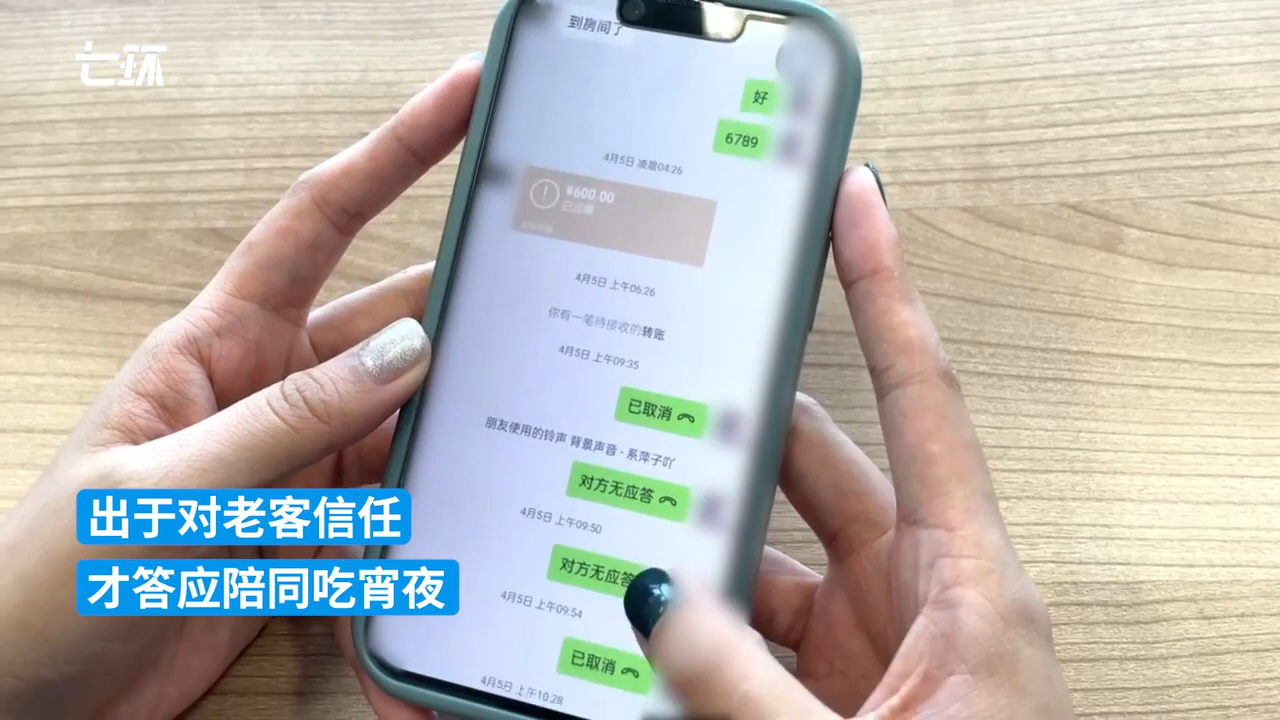 七环
到房间了
好
6789
4月5日 凌晨04:26
¥600.00
4月5日 上午06:26
你有一笔待接收的转账
4月5日 上午09:35
已取消
朋友使用的铃声 背景声音 - 系萍子吖
对方无应答
4月5日 上午09:50
对方无应答
4月5日 上午09:54
已取消
4月5日 上午10:28
出于对老客信任
才答应陪同吃宵夜